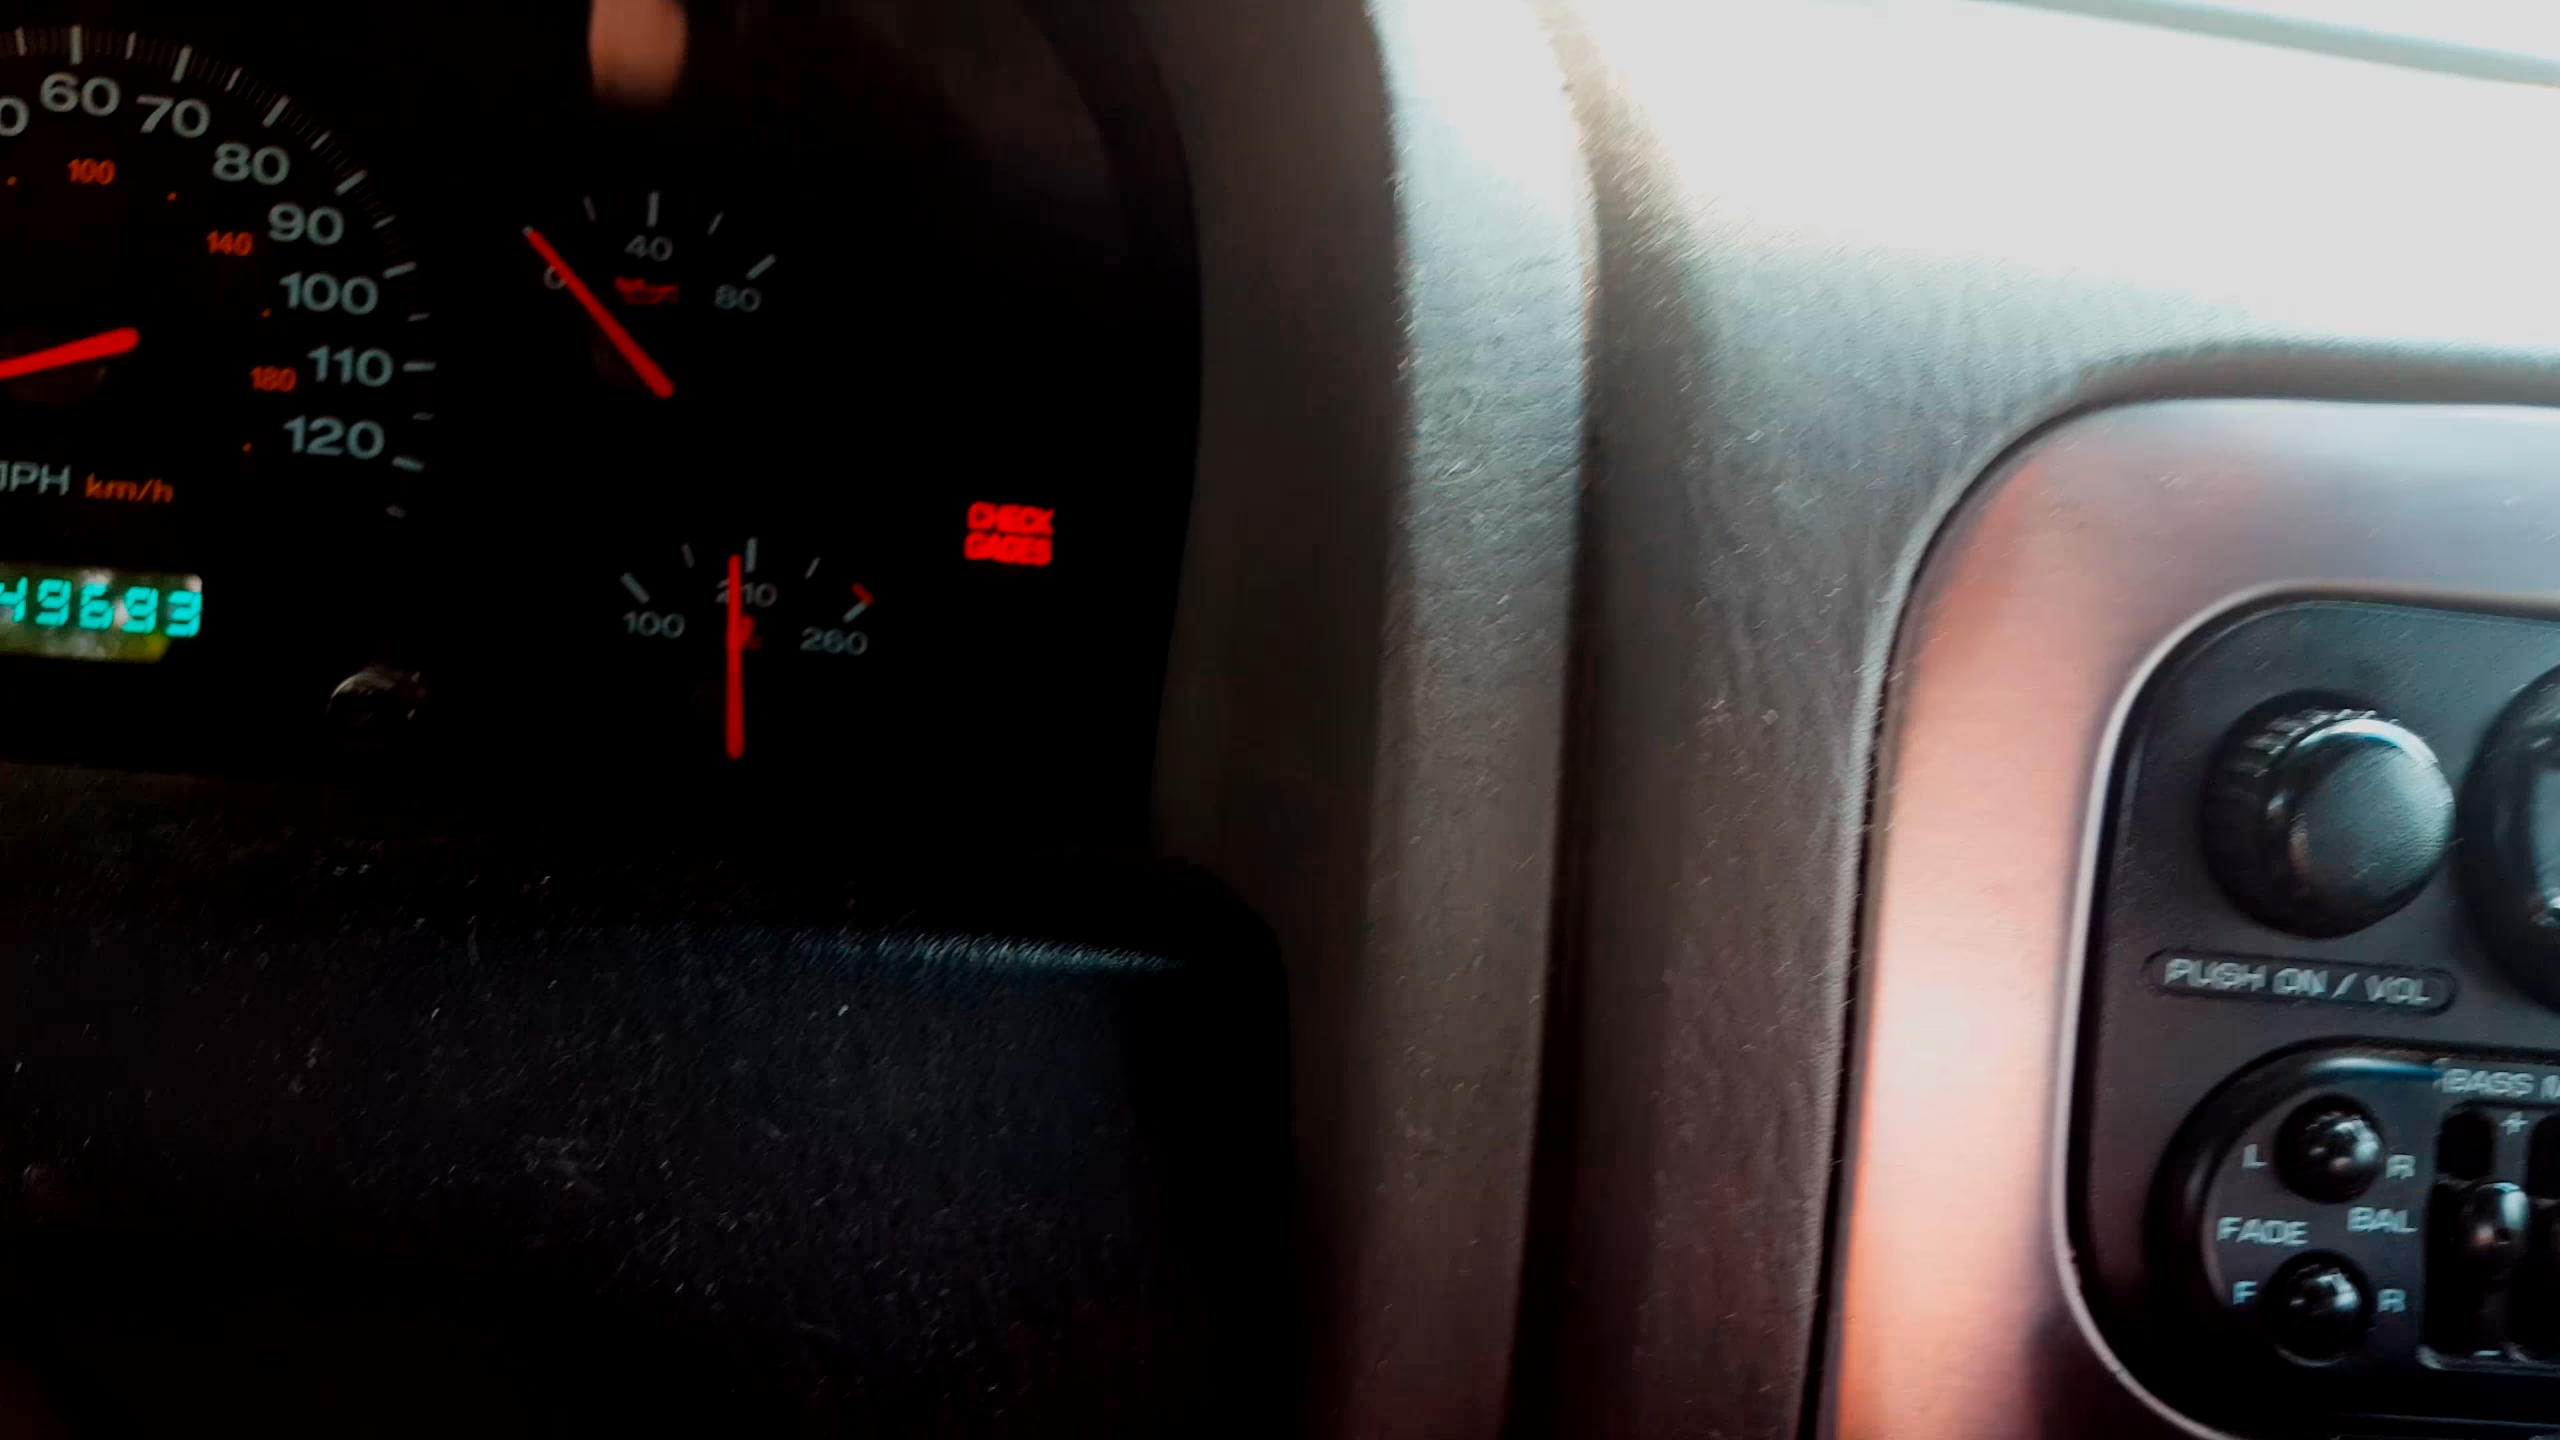 60 70 80 90 100 110 120
100 140 180
MPH km/h
49693
0 40 80
100 210 260
CHECK
GAGES
PUSH ON / VOL
BASS
L R
FADE BAL
F R